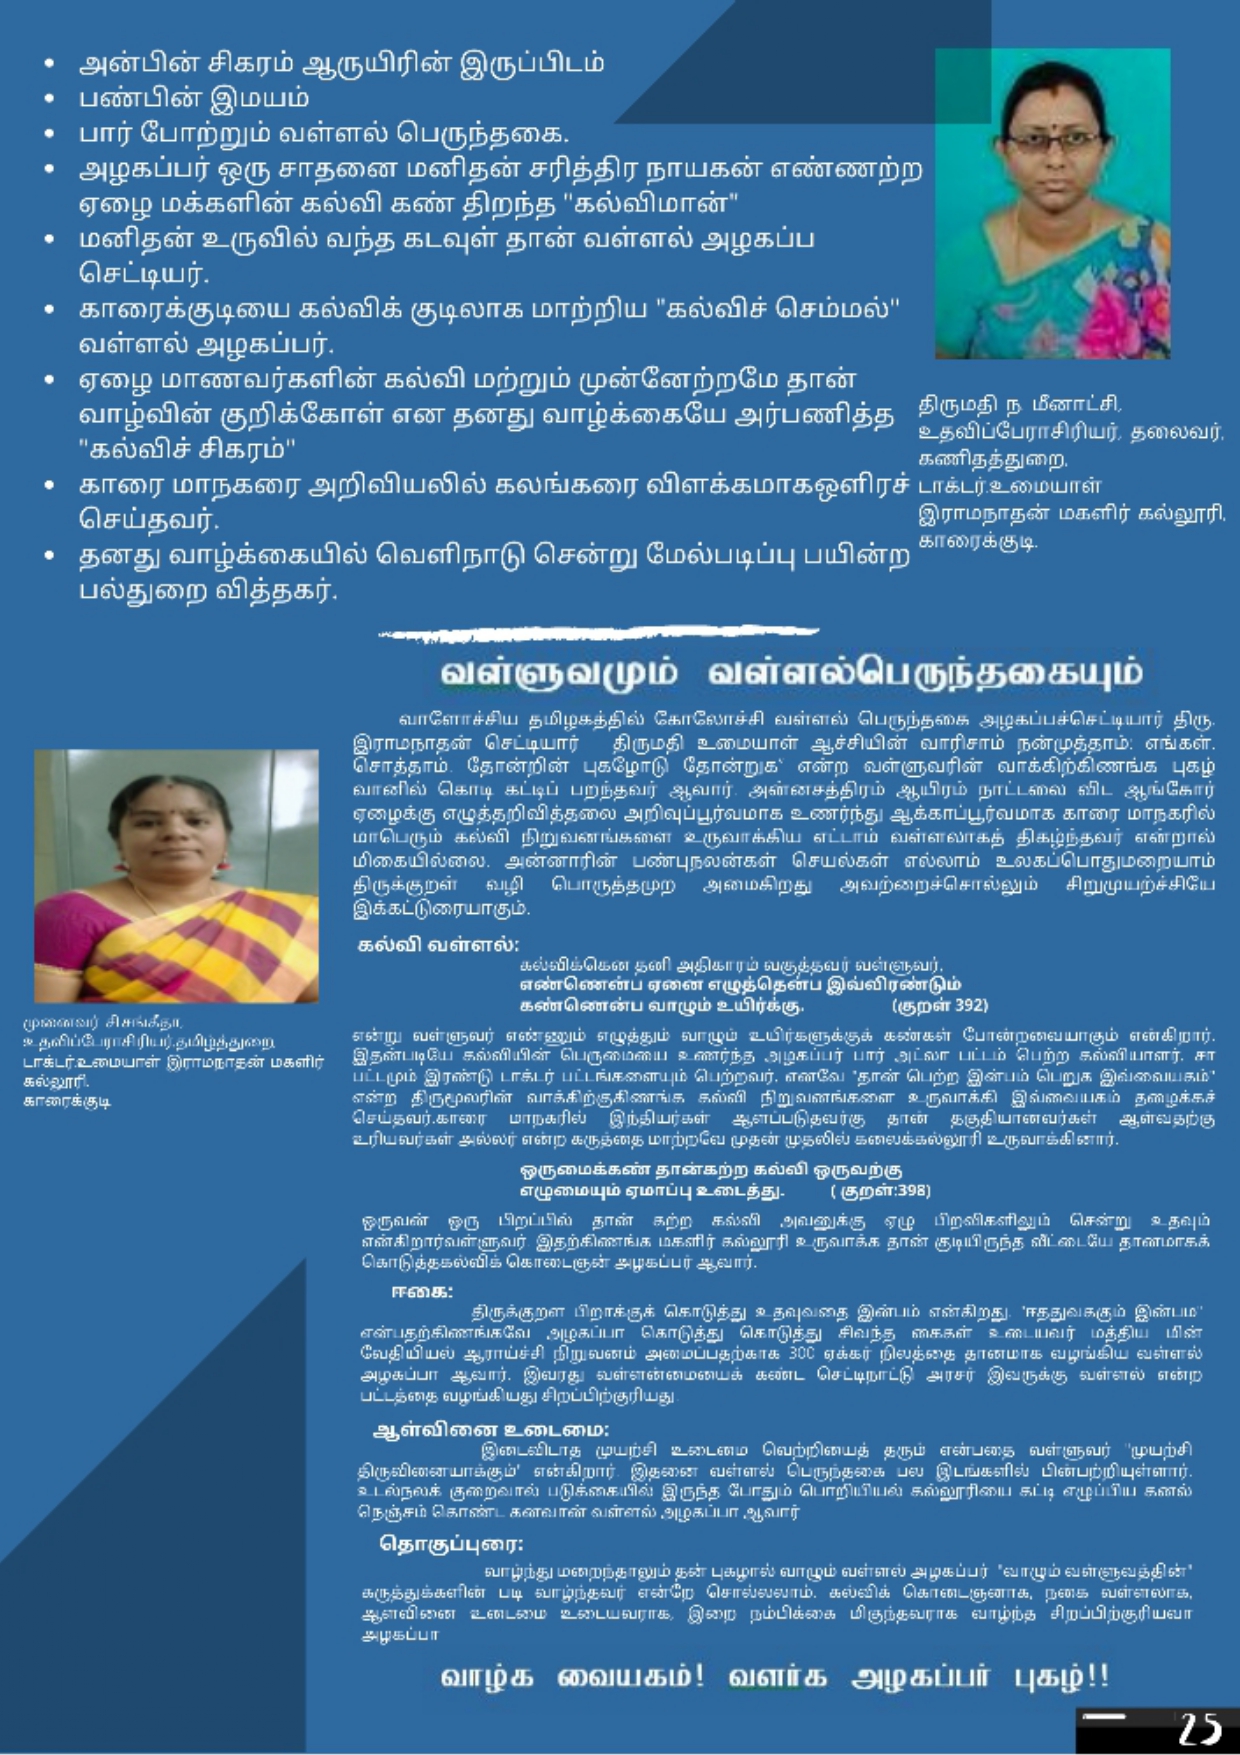 • அன்பின் சிகரம் ஆருயிரின் இருப்பிடம்
• பண்பின் இமயம்
• பார் போற்றும் வள்ளல் பெருந்தகை.
• அழகப்பர் ஒரு சாதனை மனிதன் சரித்திர நாயகன் எண்ணற்ற
ஏழை மக்களின் கல்வி கண் திறந்த "கல்விமான்"
• மனிதன் உருவில் வந்த கடவுள் தான் வள்ளல் அழகப்ப
செட்டியர்.
• காரைக்குடியை கல்விக் குடிலாக மாற்றிய "கல்விச் செம்மல்"
வள்ளல் அழகப்பர்.
• ஏழை மாணவர்களின் கல்வி மற்றும் முன்னேற்றமே தான்
வாழ்வின் குறிக்கோள் என தனது வாழ்க்கையே அர்பணித்த
"கல்விச் சிகரம்"
• காரை மாநகரை அறிவியலில் கலங்கரை விளக்கமாகஒளிரச்
செய்தவர்.
• தனது வாழ்க்கையில் வெளிநாடு சென்று மேல்படிப்பு பயின்ற
பல்துறை வித்தகர்.
திருமதி ந. மீனாட்சி,
உதவிப்பேராசிரியர், தலைவர்,
கணிதத்துறை,
டாக்டர்.உமையாள்
இராமநாதன் மகளிர் கல்லூரி,
காரைக்குடி.
வள்ளுவமும் வள்ளல்பெருந்தகையும்
வாளோச்சிய தமிழகத்தில் கோலோச்சி வள்ளல் பெருந்தகை அழகப்பச்செட்டியார் திரு.
இராமநாதன் செட்டியார் திருமதி உமையாள் ஆச்சியின் வாரிசாம் நன்முத்தாம்; எங்கள்.
சொத்தாம். தோன்றின் புகழோடு தோன்றுக" என்ற வள்ளுவரின் வாக்கிற்கிணங்க புகழ்
வானில் கொடி கட்டிப் பறந்தவர் ஆவார். அன்னசத்திரம் ஆயிரம் நாட்டலை விட ஆங்கோர்
ஏழைக்கு எழுத்தறிவித்தலை அறிவுப்பூர்வமாக உணர்ந்து ஆக்காப்பூர்வமாக காரை மாநகரில்
மாபெரும் கல்வி நிறுவனங்களை உருவாக்கிய எட்டாம் வள்ளலாகத் திகழ்ந்தவர் என்றால்
மிகையில்லை. அன்னாரின் பண்புநலன்கள் செயல்கள் எல்லாம் உலகப்பொதுமறையாம்
திருக்குறள் வழி பொருத்தமுற அமைகிறது அவற்றைச்சொல்லும் சிறுமுயற்ச்சியே
இக்கட்டுரையாகும்.
முனைவர் சி.சங்கீதா,
உதவிப்பேராசிரியர்,தமிழ்த்துறை,
டாக்டர்.உமையாள் இராமநாதன் மகளிர்
கல்லூரி.
காரைக்குடி
கல்வி வள்ளல்:
கல்விக்கென தனி அதிகாரம் வகுத்தவர் வள்ளுவர்,
எண்ணென்ப ஏனை எழுத்தென்ப இவ்விரண்டும்
கண்ணென்ப வாழும் உயிர்க்கு. (குறள் 392)
என்று வள்ளுவர் எண்ணும் எழுத்தும் வாழும் உயிர்களுக்குக் கண்கள் போன்றவையாகும் என்கிறார்.
இதன்படியே கல்வியின் பெருமையை உணர்ந்த அழகப்பர் பார் அட்லா பட்டம் பெற்ற கல்வியாளர். சர்
பட்டமும் இரண்டு டாக்டர் பட்டங்களையும் பெற்றவர். எனவே "தான் பெற்ற இன்பம் பெறுக இவ்வையகம்"
என்ற திருமூலரின் வாக்கிற்குகிணங்க கல்வி நிறுவனங்களை உருவாக்கி இவ்வையகம் தழைக்கச்
செய்தவர்.காரை மாநகரில் இந்தியர்கள் ஆளப்படுதவர்கு தான் தகுதியானவர்கள் ஆள்வதற்கு
உரியவர்கள் அல்லர் என்ற கருத்தை மாற்றவே முதன் முதலில் கலைக்கல்லூரி உருவாக்கினார்.
ஒருமைக்கண் தான்கற்ற கல்வி ஒருவற்கு
எழுமையும் ஏமாப்பு உடைத்து. ( குறள்:398)
ஒருவன் ஒரு பிறப்பில் தான் கற்ற கல்வி அவனுக்கு ஏழு பிறவிகளிலும் சென்று உதவும்
என்கிறார்வள்ளுவர். இதற்கிணங்க மகளிர் கல்லூரி உருவாக்க தான் குடியிருந்த வீட்டையே தானமாகக்
கொடுத்தகல்விக் கொடைஞன் அழகப்பர் ஆவார்.
ஈகை:
திருக்குறள் பிறர்க்குக் கொடுத்து உதவுவதை இன்பம் என்கிறது. "ஈத்துவக்கும் இன்பம்"
என்பதற்கிணங்கவே அழகப்பர் கொடுத்து கொடுத்து சிவந்த கைகள் உடையவர் மத்திய மின்
வேதியியல் ஆராய்ச்சி நிறுவனம் அமைப்பதற்காக 300 ஏக்கர் நிலத்தை தானமாக வழங்கிய வள்ளல்
அழகப்பர் ஆவார். இவரது வள்ளன்மையைக் கண்ட செட்டிநாட்டு அரசர் இவருக்கு வள்ளல் என்ற
பட்டத்தை வழங்கியது சிறப்பிற்குரியது.
ஆள்வினை உடைமை:
இடைவிடாத முயற்சி உடைமை வெற்றியைத் தரும் என்பதை வள்ளுவர் "முயற்சி
திருவினையாக்கும்" என்கிறார். இதனை வள்ளல் பெருந்தகை பல இடங்களில் பின்பற்றியுள்ளார்.
உடல்நலக் குறைவால் படுக்கையில் இருந்த போதும் பொறியியல் கல்லூரியை கட்டி எழுப்பிய கனல்
நெஞ்சம் கொண்ட கனவான் வள்ளல் அழகப்பர் ஆவார்
தொகுப்புரை:
வாழ்ந்து மறைந்தாலும் தன் புகழால் வாழும் வள்ளல் அழகப்பர் "வாழும் வள்ளுவத்தின்"
கருத்துக்களின் படி வாழ்ந்தவர் என்றே சொல்லலாம். கல்விக் கொடைஞனாக, நகை வள்ளலாக,
ஆள்வினை உடைமை உடையவராக, இறை நம்பிக்கை மிகுந்தவராக வாழ்ந்த சிறப்பிற்குரியவர்
அழகப்பர்
வாழ்க வையகம்! வளர்க அழகப்பர் புகழ்!!
25